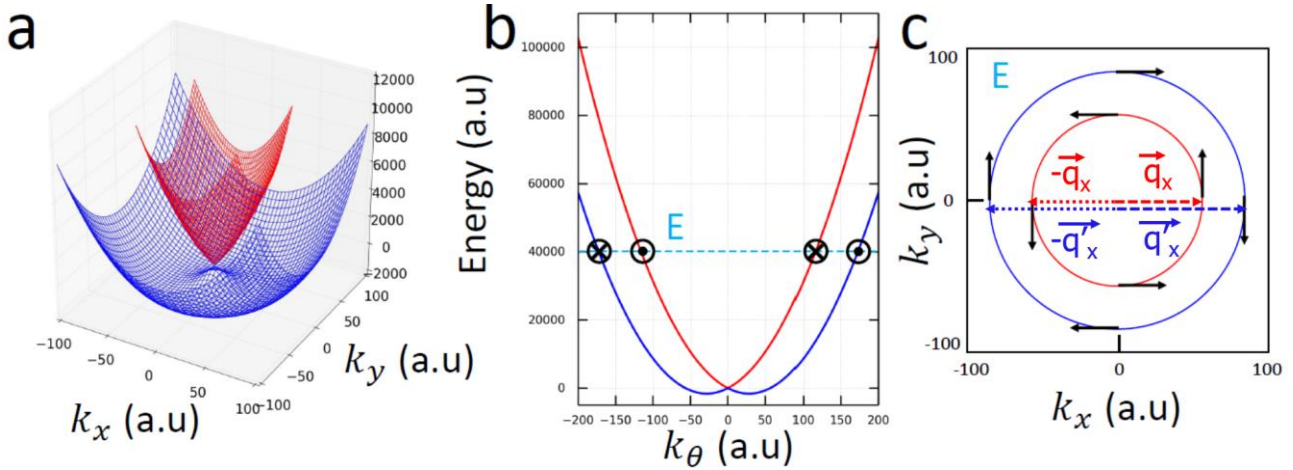 a
12000
10000
8000
6000
4000
2000
0
−2000
100
50
0
−50
−100
k_y (a.u)
−100
−50
0
50
100
k_x (a.u)
b
Energy (a.u)
100000
80000
60000
40000
20000
0
E
−200 −150 −100 −50 0 50 100 150 200
k_θ (a.u)
c
100
E
k_y (a.u)
0
-100
-q_x q_x
-q'_x q'_x
-100 0 100
k_x (a.u)